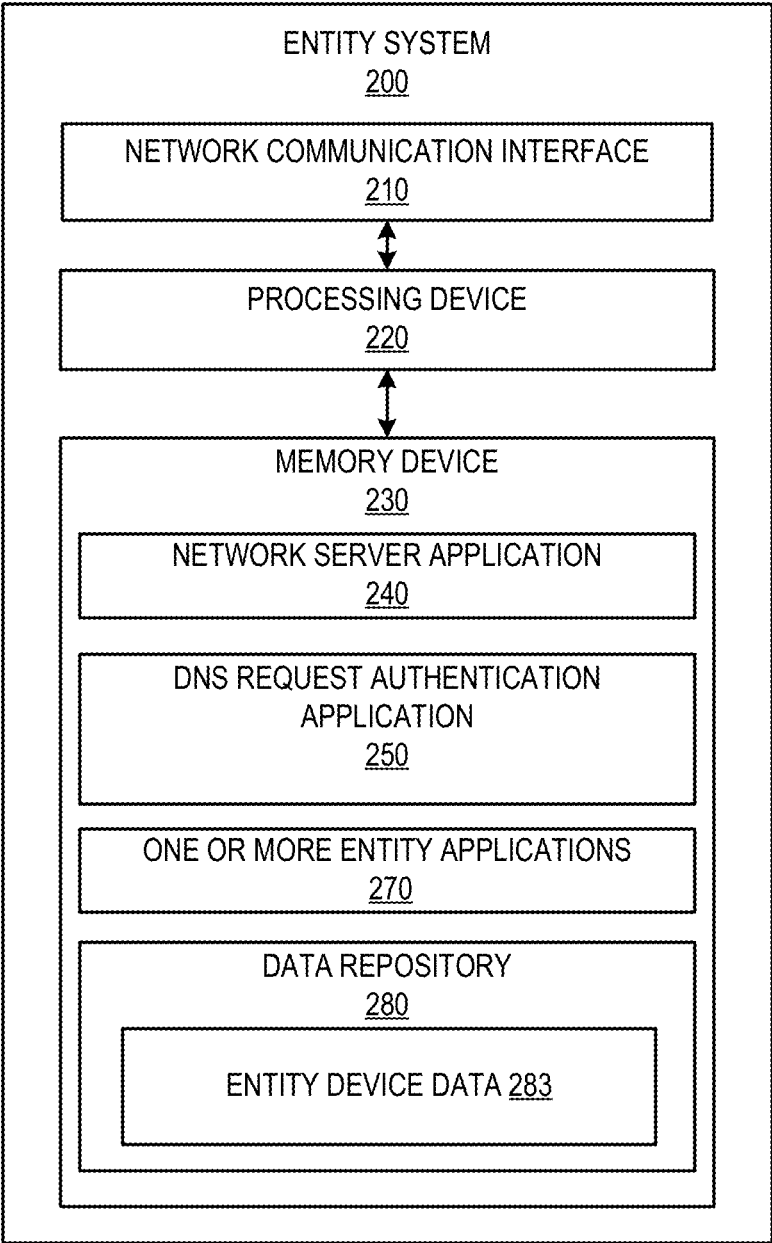 ENTITY SYSTEM
200
NETWORK COMMUNICATION INTERFACE
210
PROCESSING DEVICE
220
MEMORY DEVICE
230
NETWORK SERVER APPLICATION
240
DNS REQUEST AUTHENTICATION
APPLICATION
250
ONE OR MORE ENTITY APPLICATIONS
270
DATA REPOSITORY
280
ENTITY DEVICE DATA 283